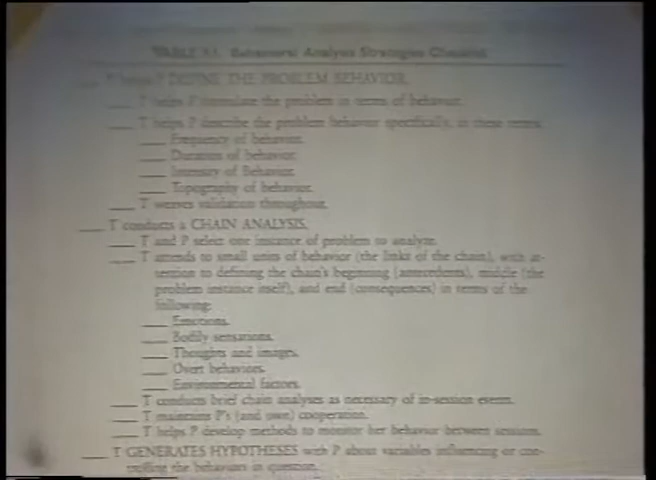 TABLE 9.1. Behavioral Analysis Strategies Checklist
___ T helps P DEFINE THE PROBLEM BEHAVIOR.
___ T helps P formulate the problem in terms of behavior.
___ T helps P describe the problem behavior specifically, in these terms:
___ Frequency of behavior.
___ Duration of behavior.
___ Intensity of Behavior.
___ Topography of behavior.
___ T weaves validation throughout.
___ T conducts a CHAIN ANALYSIS.
___ T and P select one instance of problem to analyze.
___ T attends to small units of behavior (the links of the chain), with at-
tention to defining the chain's beginning (antecedents), middle (the
problem instance itself), and end (consequences) in terms of the
following:
___ Emotions.
___ Bodily sensations.
___ Thoughts and images.
___ Overt behaviors.
___ Environmental factors.
___ T conducts brief chain analyses as necessary of in-session events.
___ T maintains P's (and own) cooperation.
___ T helps P develop methods to monitor her behavior between sessions.
___ T GENERATES HYPOTHESES with P about variables influencing or con-
trolling the behaviors in question.